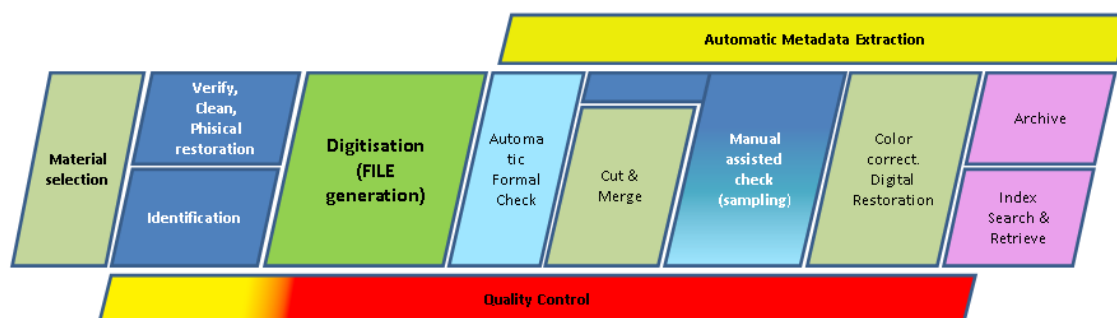 Automatic Metadata Extraction
Material
selection
Verify,
Clean,
Phisical
restoration
Identification
Digitisation
(FILE
generation)
Automa
tic
Formal
Check
Cut &
Merge
Manual
assisted
check
(sampling)
Color
correct.
Digital
Restoration
Archive
Index
Search &
Retrieve
Quality Control